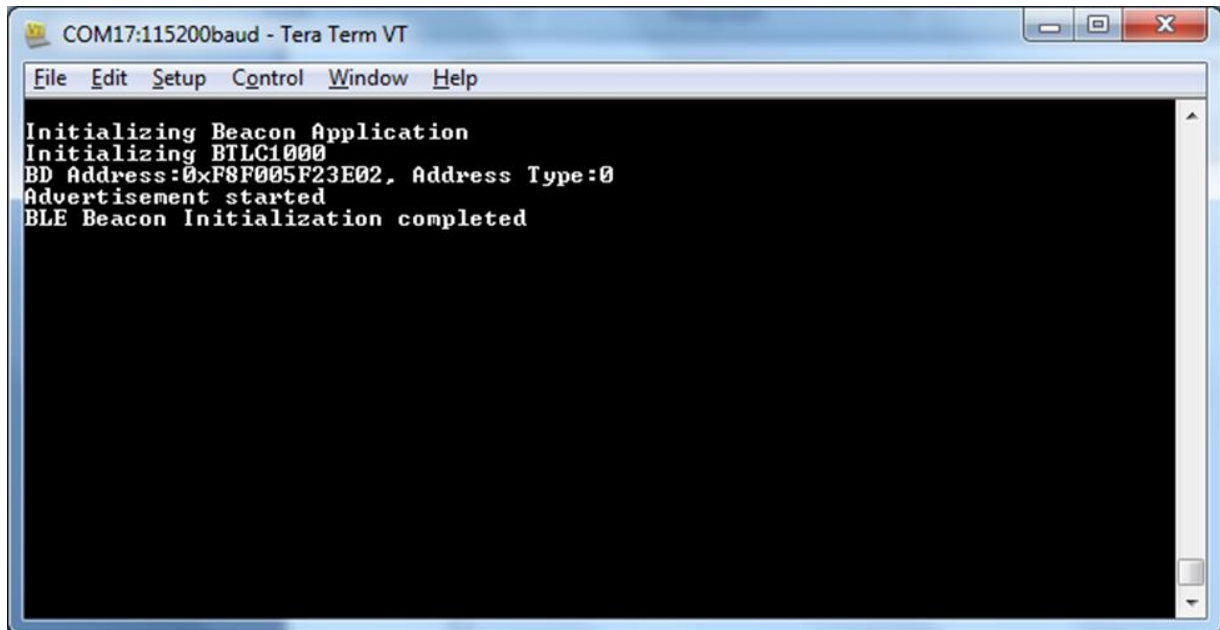 COM17:115200baud - Tera Term VT
File Edit Setup Control Window Help
Initializing Beacon Application
Initializing BTLC1000
BD Address:0xF8F005F23E02, Address Type:0
Advertisement started
BLE Beacon Initialization completed